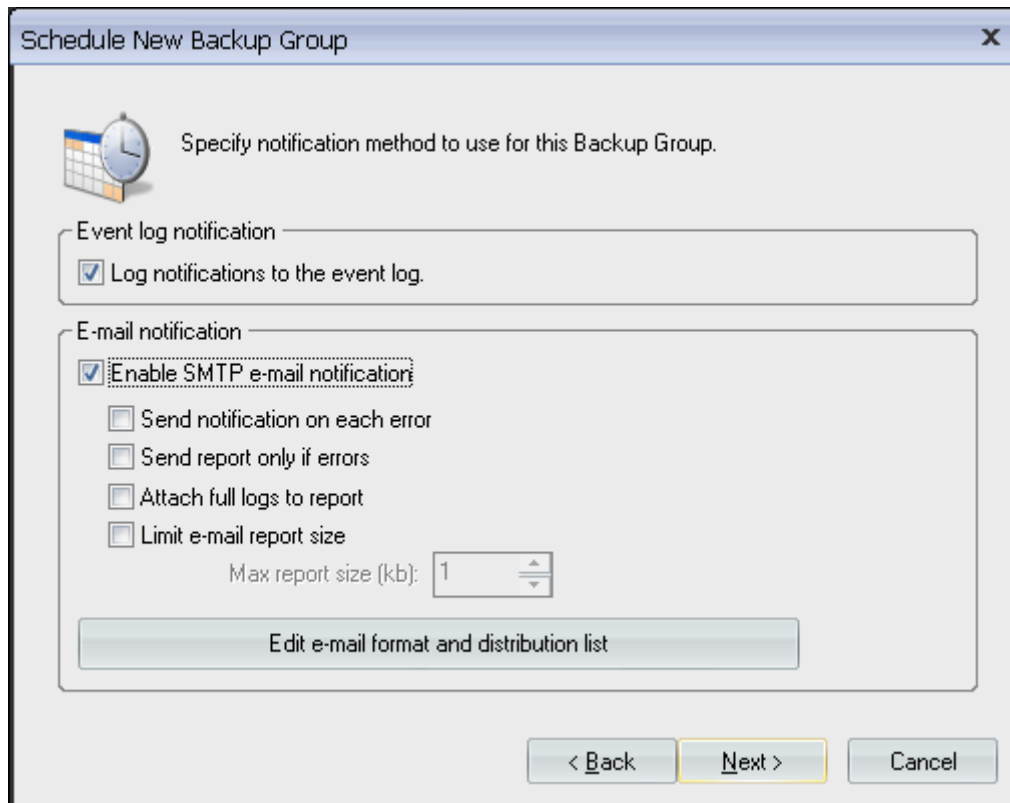 Schedule New Backup Group
Specify notification method to use for this Backup Group.
Event log notification
Log notifications to the event log.
E-mail notification
Enable SMTP e-mail notification
Send notification on each error
Send report only if errors
Attach full logs to report
Limit e-mail report size
Max report size (kb): 1
Edit e-mail format and distribution list
< Back Next > Cancel